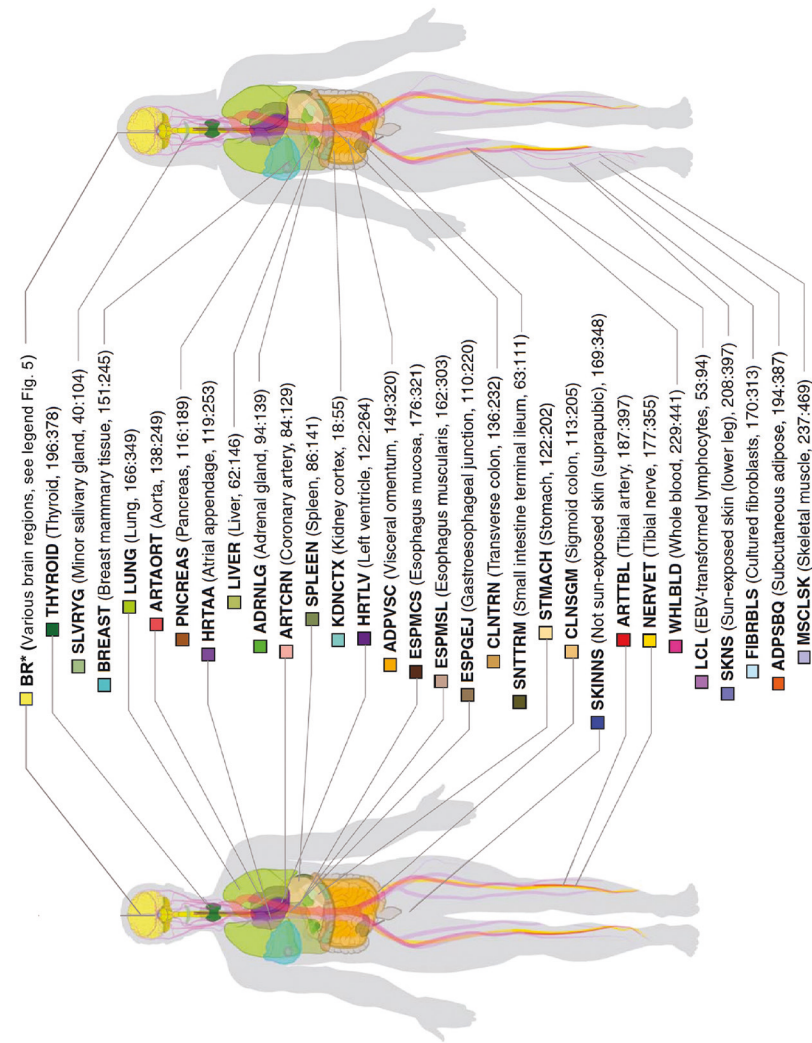 BR* (Various brain regions, see legend Fig. 5)
THYROID (Thyroid, 196:378)
SLVRYG (Minor salivary gland, 40:104)
BREAST (Breast mammary tissue, 151:245)
LUNG (Lung, 166:349)
ARTAORT (Aorta, 138:249)
PNCREAS (Pancreas, 116:189)
HRTAA (Atrial appendage, 119:253)
LIVER (Liver, 62:146)
ADRNLG (Adrenal gland, 94:139)
ARTCRN (Coronary artery, 84:129)
SPLEEN (Spleen, 86:141)
KDNCTX (Kidney cortex, 18:55)
HRTLV (Left ventricle, 122:264)
ADPVSC (Visceral omentum, 149:320)
ESPMCS (Esophagus mucosa, 176:321)
ESPMSL (Esophagus muscularis, 162:303)
ESPGEJ (Gastroesophageal junction, 110:220)
CLNTRN (Transverse colon, 136:232)
SNTTRM (Small intestine terminal ileum, 63:111)
STMACH (Stomach, 122:202)
CLNSGM (Sigmoid colon, 113:205)
SKINNS (Not sun-exposed skin (suprapubic), 169:348)
ARTTBL (Tibial artery, 187:397)
NERVET (Tibial nerve, 177:355)
WHLBLD (Whole blood, 229:441)
LCL (EBV-transformed lymphocytes, 53:94)
SKNS (Sun-exposed skin (lower leg), 208:397)
FIBRBLS (Cultured fibroblasts, 170:313)
ADPSBQ (Subcutaneous adipose, 194:387)
MSCLSK (Skeletal muscle, 237:469)